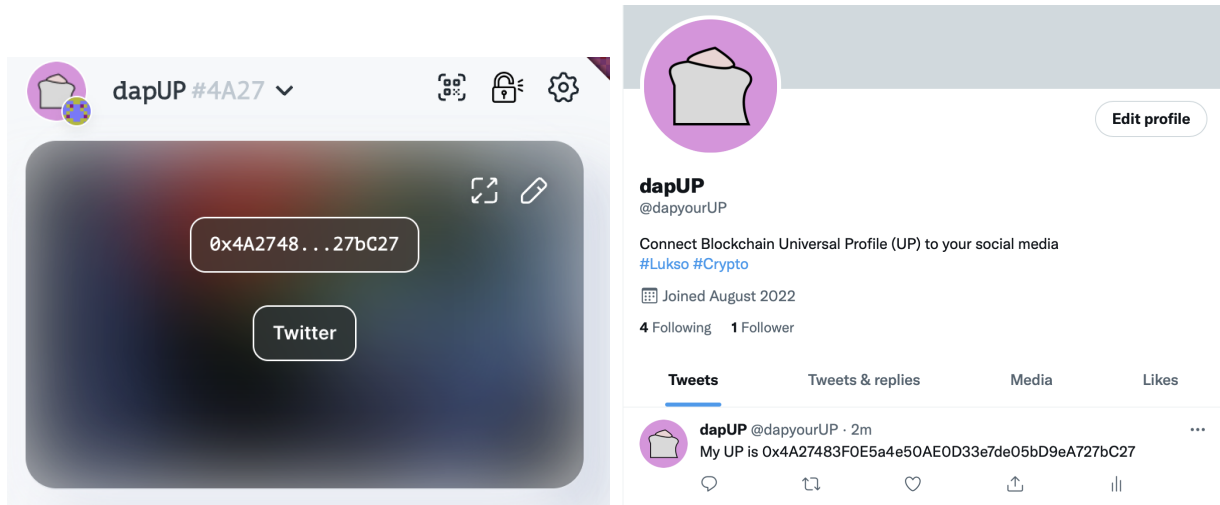 dapUP #4A27
0x4A2748...27bC27
Twitter
Edit profile
dapUP
@dapyourUP
Connect Blockchain Universal Profile (UP) to your social media
#Lukso #Crypto
Joined August 2022
4 Following 1 Follower
Tweets Tweets & replies Media Likes
dapUP @dapyourUP · 2m
My UP is 0x4A27483F0E5a4e50AE0D33e7de05bD9eA727bC27